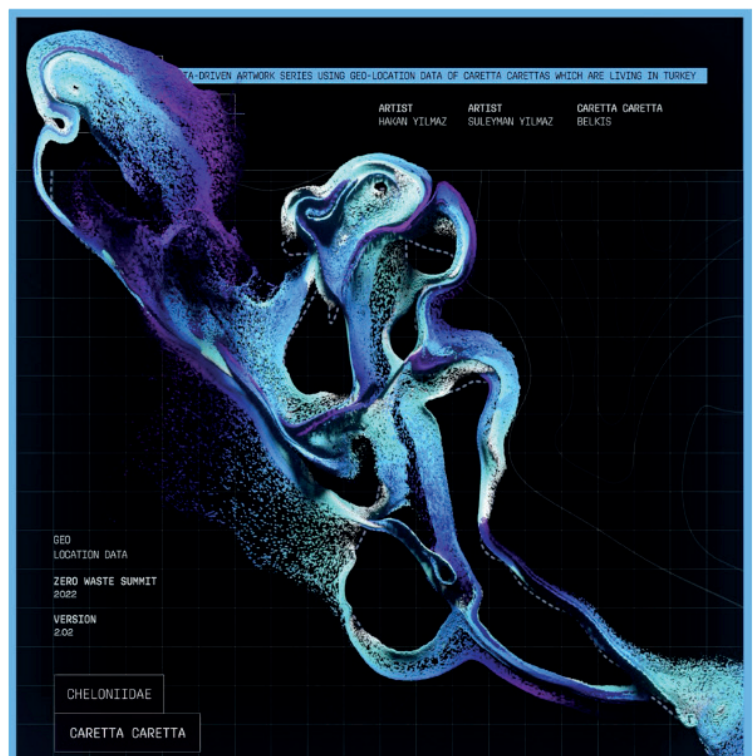 DRIVEN ARTWORK SERIES USING GEO-LOCATION DATA OF CARETTA CARETTAS WHICH ARE LIVING IN TURKEY
ARTIST ARTIST CARETTA CARETTA
HAKAN YILMAZ SULEYMAN YILMAZ BELKIS
GEO
LOCATION DATA
ZERO WASTE SUMMIT
2022
VERSION
2.02
CHELONIIDAE
CARETTA CARETTA